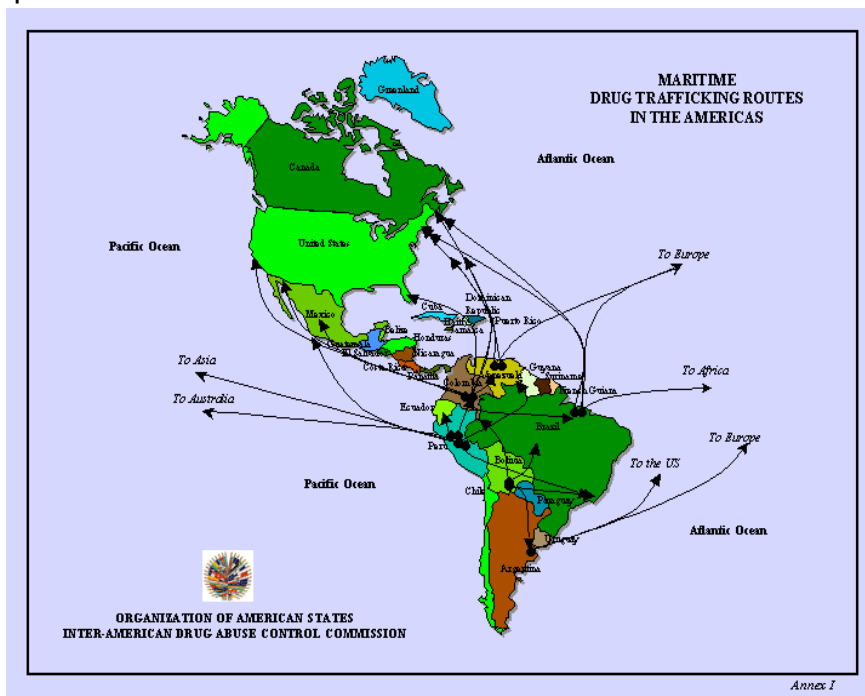 MARITIME
DRUG TRAFFICKING ROUTES
IN THE AMERICAS
Greenland
Atlantic Ocean
Canada
Pacific Ocean
United States
To Europe
Mexico
Cuba
Dominican
Republic
Puerto Rico
Haiti
Jamaica
Belize
Guatemala
Honduras
El Salvador
Nicaragua
Costa Rica
Panama
To Asia
Venezuela
Guyana
Suriname
French Guiana
Colombia
To Africa
To Australia
Ecuador
Brazil
To Europe
Peru
Bolivia
To the US
Pacific Ocean
Chile
Paraguay
Atlantic Ocean
Uruguay
Argentina
ORGANIZATION OF AMERICAN STATES
INTER-AMERICAN DRUG ABUSE CONTROL COMMISSION
Annex I